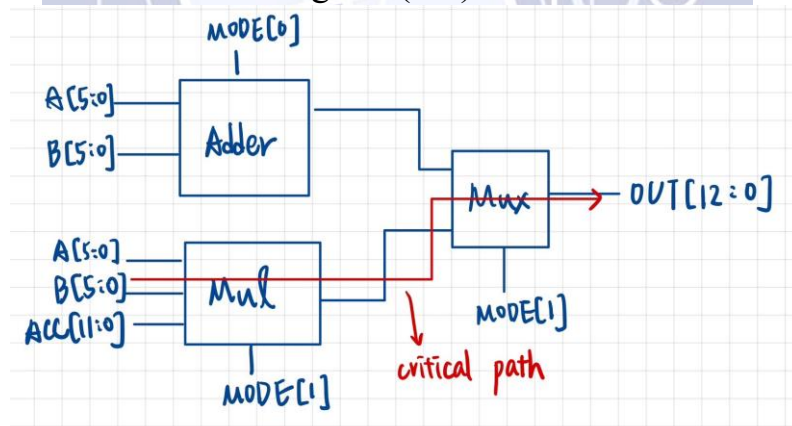 MODE[0]
A[5:0]
B[5:0]
Adder
Mux
OUT[12:0]
A[5:0]
B[5:0]
ACC[11:0]
Mul
MODE[1]
MODE[1]
critical path